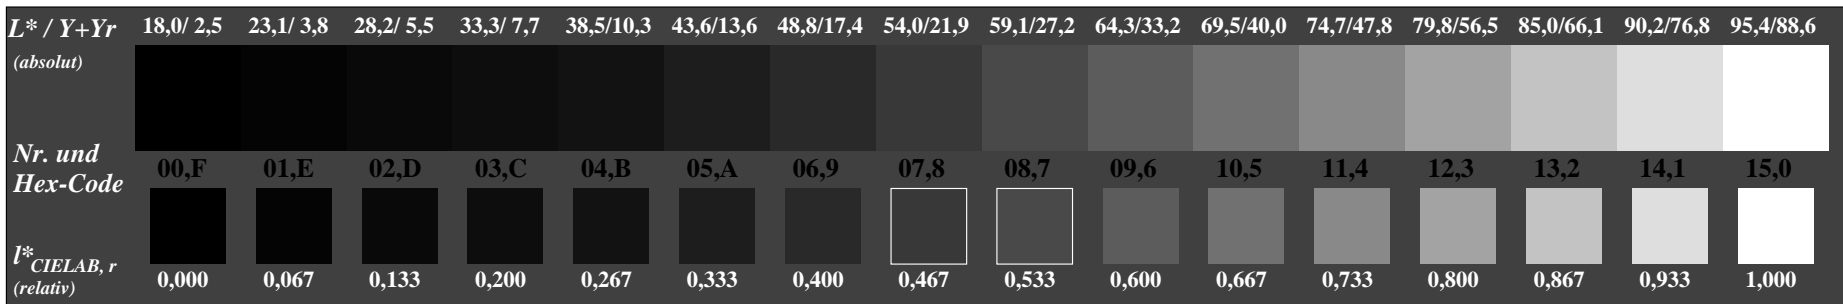 L* / Y+Yr 18,0/ 2,5 23,1/ 3,8 28,2/ 5,5 33,3/ 7,7 38,5/10,3 43,6/13,6 48,8/17,4 54,0/21,9 59,1/27,2 64,3/33,2 69,5/40,0 74,7/47,8 79,8/56,5 85,0/66,1 90,2/76,8 95,4/88,6
(absolut)
Nr. und
Hex-Code 00,F 01,E 02,D 03,C 04,B 05,A 06,9 07,8 08,7 09,6 10,5 11,4 12,3 13,2 14,1 15,0
l*CIELAB, r
(relativ) 0,000 0,067 0,133 0,200 0,267 0,333 0,400 0,467 0,533 0,600 0,667 0,733 0,800 0,867 0,933 1,000